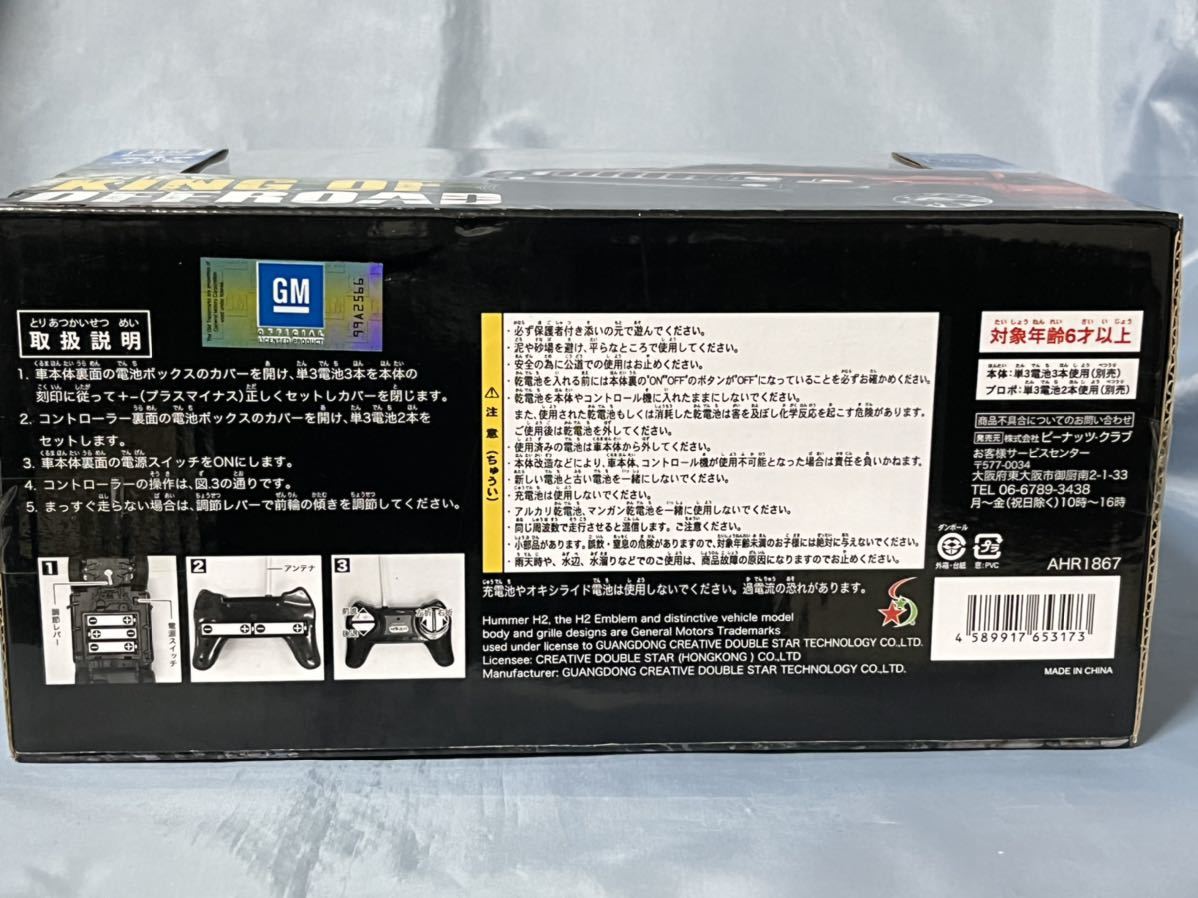 KING OF
OFFROAD
GM
OFFICIAL
LICENSED PRODUCT
99A2566
とりあつかいせつ めい
取扱説明
1. 車本体裏面の電池ボックスのカバーを開け、単3電池3本を本体の
刻印に従って+−(プラスマイナス)正しくセットしカバーを閉じます。
2. コントローラー裏面の電池ボックスのカバーを開け、単3電池2本を
セットします。
3. 車本体裏面の電源スイッチをONにします。
4. コントローラーの操作は、図.3の通りです。
5. まっすぐ走らない場合は、調節レバーで前輪の傾きを調節してください。
1
調節レバー
電源スイッチ
2
アンテナ
3
前進
後退
左折 右折
⚠注意(ちゅうい)
・必ず保護者付き添いの元で遊んでください。
・泥や砂場を避け、平らなところで使用してください。
・安全の為に公道での使用はお止めください。
・乾電池を入れる前には本体裏の"ON""OFF"のボタンが"OFF"になっていることを必ずお確かめください。
・乾電池を本体やコントロール機に入れたままにしないでください。
また、使用された乾電池もしくは消耗した乾電池は害を及ぼし化学反応を起こす危険があります。
ご使用後は乾電池を外してください。
・使用済みの電池は車本体から外してください。
・本体改造などにより、車本体、コントロール機が使用不可能となった場合は責任を負いかねます。
・新しい電池と古い電池を一緒にしないでください。
・充電池は使用しないでください。
・アルカリ乾電池、マンガン乾電池を一緒に使用しないでください。
・同じ周波数で走行させると混信します。ご注意ください。
・小部品があります。誤飲・窒息の危険がありますので、対象年齢未満のお子様には絶対に与えないでください。
・雨天時や、水辺、水溜りなどでのご使用は、商品故障の原因になりますのでお止めください。
充電池やオキシライド電池は使用しないでください。過電流の恐れがあります。
Hummer H2, the H2 Emblem and distinctive vehicle model
body and grille designs are General Motors Trademarks
used under license to GUANGDONG CREATIVE DOUBLE STAR TECHNOLOGY CO.,LTD.
Licensee: CREATIVE DOUBLE STAR (HONGKONG ) CO.,LTD
Manufacturer: GUANGDONG CREATIVE DOUBLE STAR TECHNOLOGY CO.,LTD.
たいしょうねんれい さい いじょう
対象年齢6才以上
本体:単3電池3本使用(別売)
プロポ:単3電池2本使用(別売)
商品不具合についてのお問い合わせ
発売元 株式会社 ピーナッツ・クラブ
お客様サービスセンター
〒577-0034
大阪府東大阪市御厨南2-1-33
TEL 06-6789-3438
月〜金(祝日除く)10時〜16時
ダンボール
外箱・台紙
プラ
窓:PVC
AHR1867
4 589917 653173
MADE IN CHINA